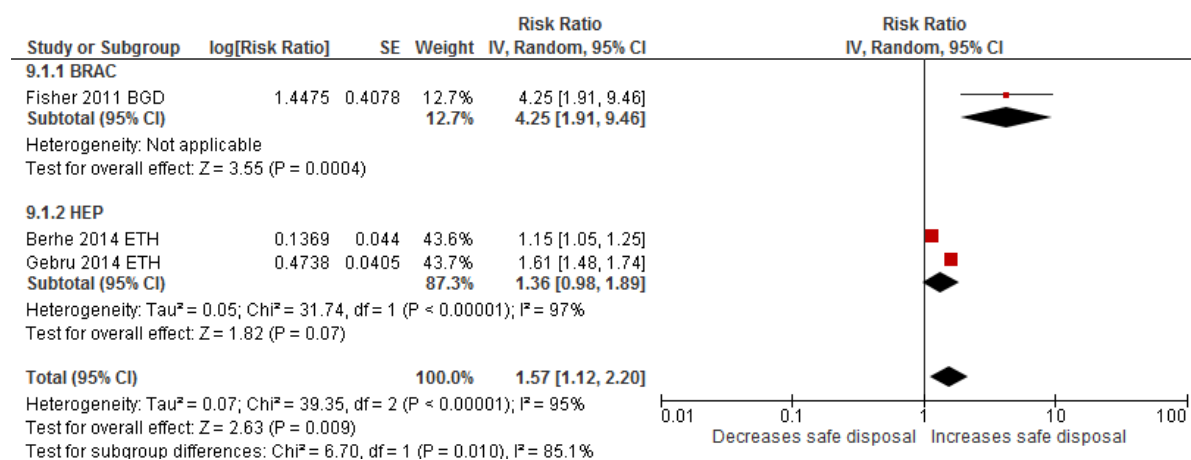 Risk Ratio Risk Ratio
Study or Subgroup log[Risk Ratio] SE Weight IV, Random, 95% CI IV, Random, 95% CI
9.1.1 BRAC
Fisher 2011 BGD 1.4475 0.4078 12.7% 4.25 [1.91, 9.46]
Subtotal (95% CI) 12.7% 4.25 [1.91, 9.46]
Heterogeneity: Not applicable
Test for overall effect: Z = 3.55 (P = 0.0004)
9.1.2 HEP
Berhe 2014 ETH 0.1369 0.044 43.6% 1.15 [1.05, 1.25]
Gebru 2014 ETH 0.4738 0.0405 43.7% 1.61 [1.48, 1.74]
Subtotal (95% CI) 87.3% 1.36 [0.98, 1.89]
Heterogeneity: Tau² = 0.05; Chi² = 31.74, df = 1 (P < 0.00001); I² = 97%
Test for overall effect: Z = 1.82 (P = 0.07)
Total (95% CI) 100.0% 1.57 [1.12, 2.20]
Heterogeneity: Tau² = 0.07; Chi² = 39.35, df = 2 (P < 0.00001); I² = 95%
Test for overall effect: Z = 2.63 (P = 0.009)
Test for subgroup differences: Chi² = 6.70, df = 1 (P = 0.010), I² = 85.1%
0.01 0.1 1 10 100
Decreases safe disposal Increases safe disposal